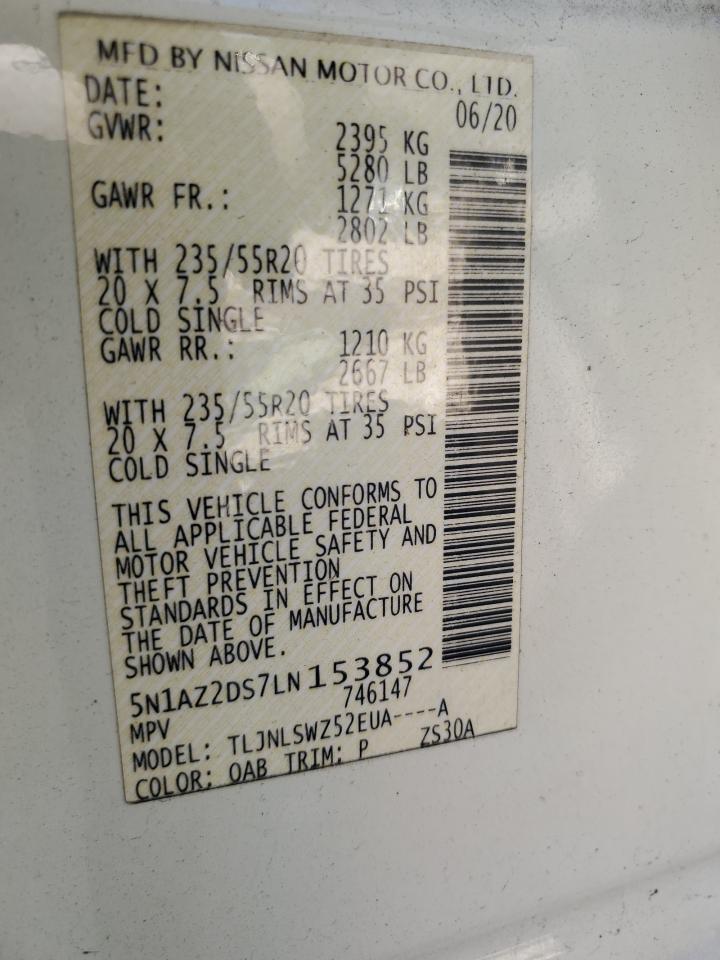 MFD BY NISSAN MOTOR CO., LTD.
DATE: 06/20
GVWR: 2395 KG
5280 LB
GAWR FR.: 1271 KG
2802 LB
WITH 235/55R20 TIRES
20 X 7.5 RIMS AT 35 PSI
COLD SINGLE
GAWR RR.: 1210 KG
2667 LB
WITH 235/55R20 TIRES
20 X 7.5 RIMS AT 35 PSI
COLD SINGLE
THIS VEHICLE CONFORMS TO
ALL APPLICABLE FEDERAL
MOTOR VEHICLE SAFETY AND
THEFT PREVENTION
STANDARDS IN EFFECT ON
THE DATE OF MANUFACTURE
SHOWN ABOVE.
5N1AZ2DS7LN153852
MPV 746147
MODEL: TLJNLSWZ52EUA----A
COLOR: QAB TRIM: P ZS30A